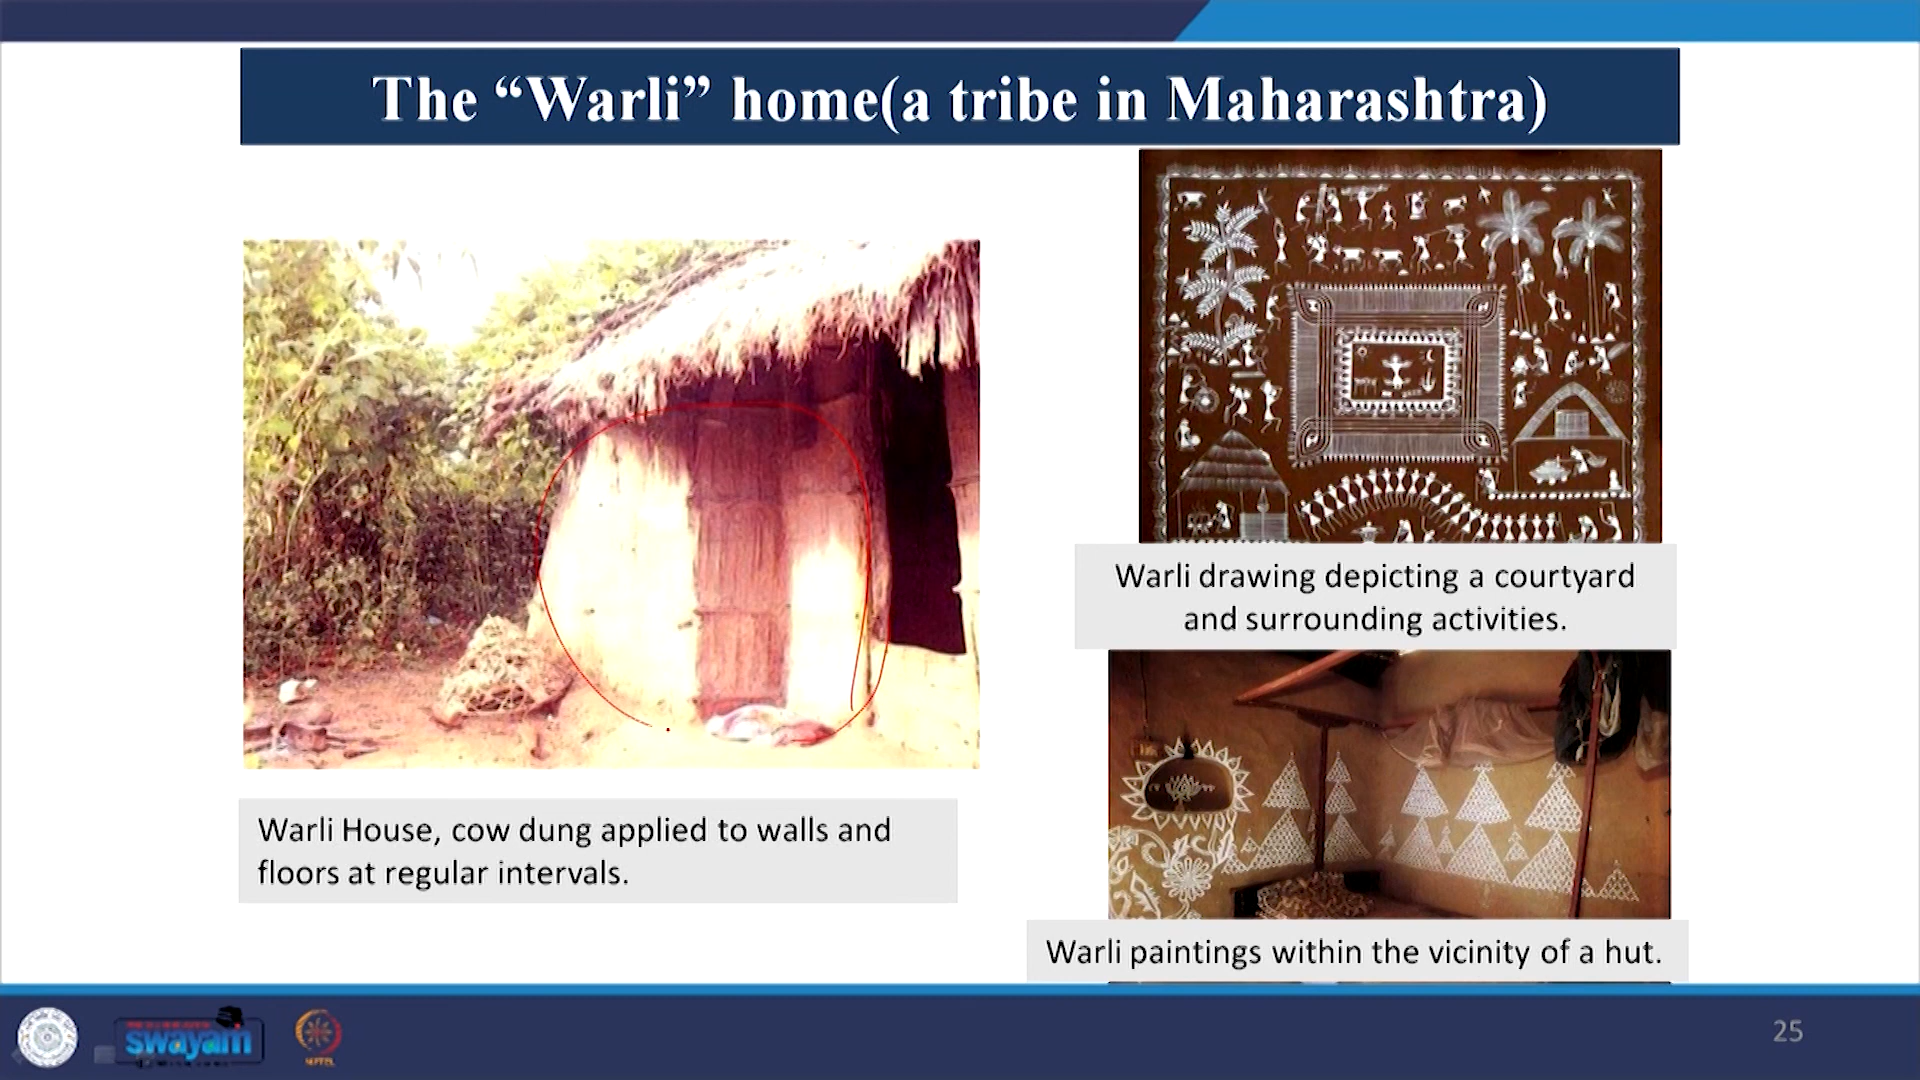 The “Warli” home(a tribe in Maharashtra)
Warli House, cow dung applied to walls and
floors at regular intervals.
Warli drawing depicting a courtyard
and surrounding activities.
Warli paintings within the vicinity of a hut.
swayam
25